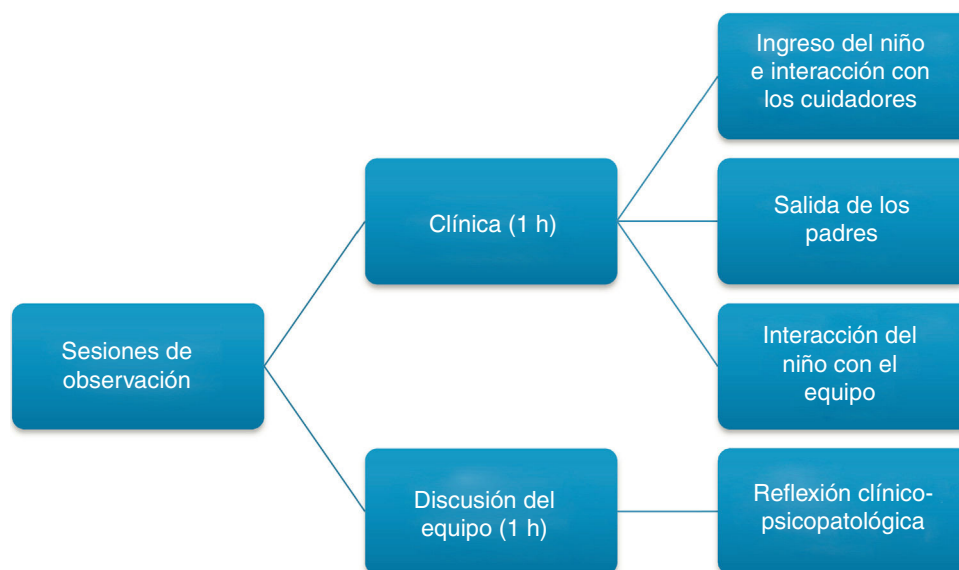 Sesiones de
observación
Clínica (1 h)
Ingreso del niño
e interacción con
los cuidadores
Salida de los
padres
Interacción del
niño con el
equipo
Discusión del
equipo (1 h)
Reflexión clínico-
psicopatológica